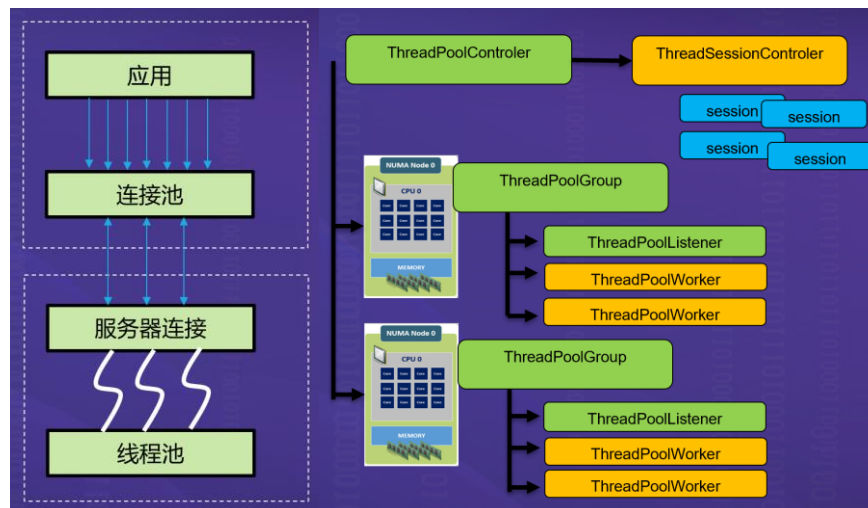 应用
连接池
服务器连接
线程池
ThreadPoolControler
ThreadSessionControler
session
session
session
session
NUMA Node 0
CPU 0
MEMORY
ThreadPoolGroup
ThreadPoolListener
ThreadPoolWorker
ThreadPoolWorker
NUMA Node 0
CPU 0
MEMORY
ThreadPoolGroup
ThreadPoolListener
ThreadPoolWorker
ThreadPoolWorker